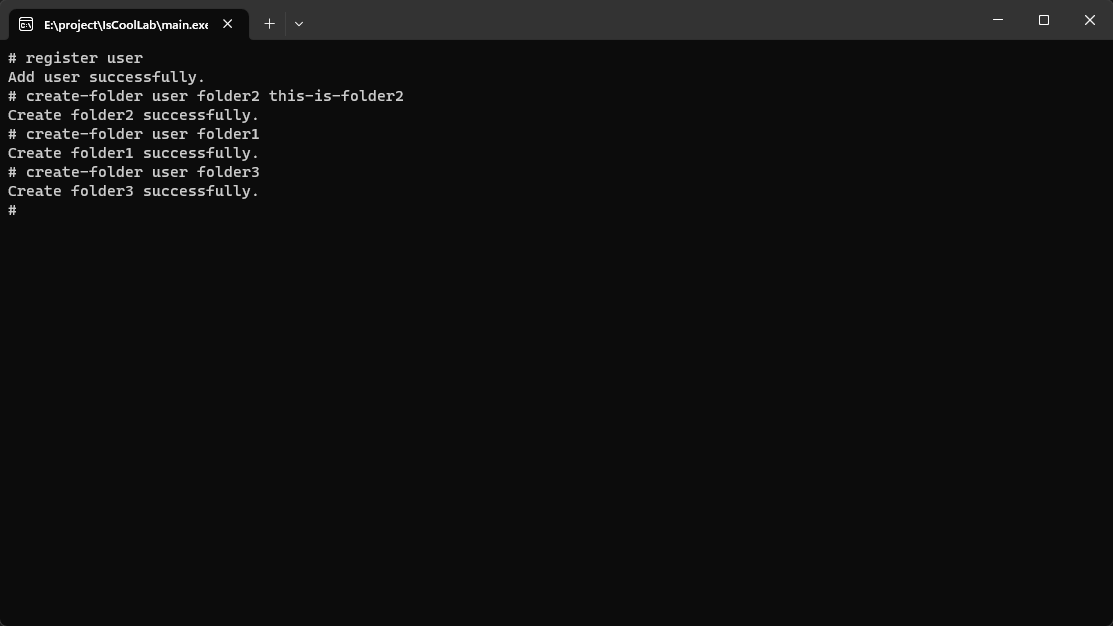 E:\project\IsCoolLab\main.exe
# register user
Add user successfully.
# create-folder user folder2 this-is-folder2
Create folder2 successfully.
# create-folder user folder1
Create folder1 successfully.
# create-folder user folder3
Create folder3 successfully.
#